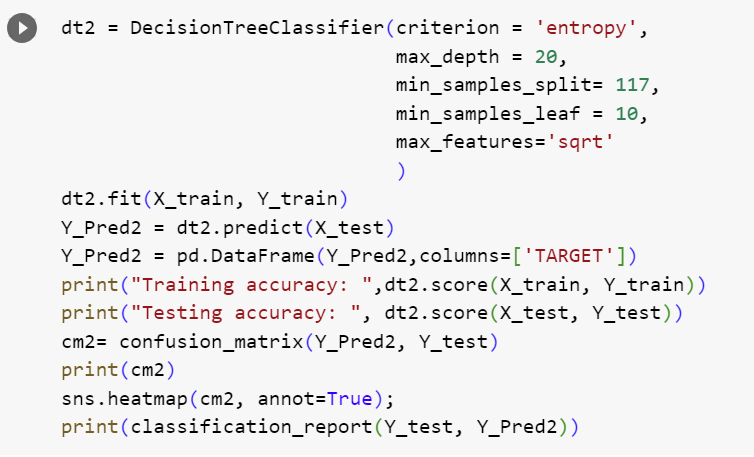 dt2 = DecisionTreeClassifier(criterion = 'entropy',
                             max_depth = 20,
                             min_samples_split= 117,
                             min_samples_leaf = 10,
                             max_features='sqrt'
                             )
dt2.fit(X_train, Y_train)
Y_Pred2 = dt2.predict(X_test)
Y_Pred2 = pd.DataFrame(Y_Pred2,columns=['TARGET'])
print("Training accuracy: ",dt2.score(X_train, Y_train))
print("Testing accuracy: ", dt2.score(X_test, Y_test))
cm2= confusion_matrix(Y_Pred2, Y_test)
print(cm2)
sns.heatmap(cm2, annot=True);
print(classification_report(Y_test, Y_Pred2))